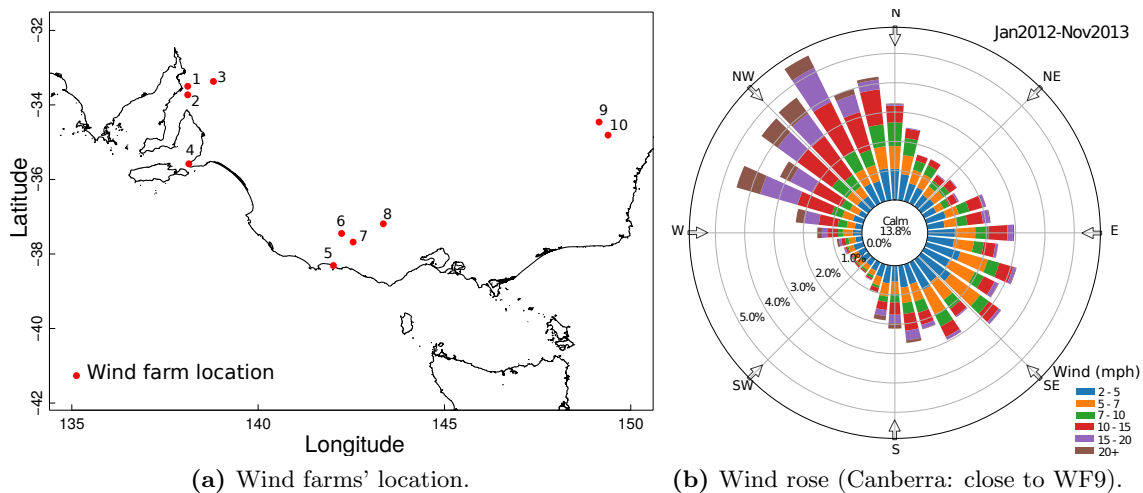 −32
−34
−36
−38
−40
−42
Latitude
1
3
2
4
9
10
6
8
7
5
Wind farm location
135
140
145
150
Longitude
(a) Wind farms’ location.
Jan2012-Nov2013
N
NE
E
SE
S
SW
W
NW
Calm
13.8%
0.0%
1.0%
2.0%
3.0%
4.0%
5.0%
Wind (mph)
2 - 5
5 - 7
7 - 10
10 - 15
15 - 20
20+
(b) Wind rose (Canberra: close to WF9).